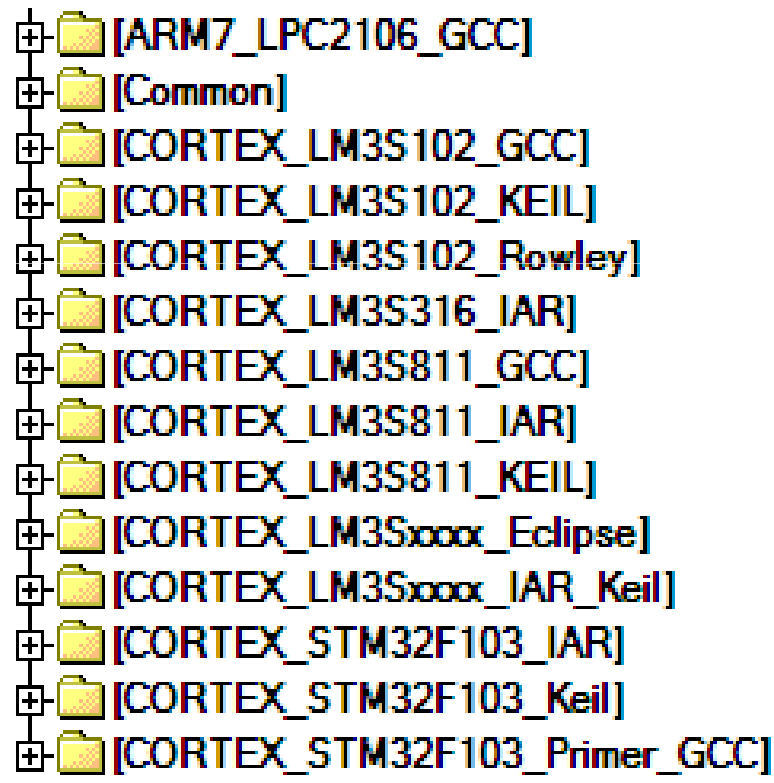 [ARM7_LPC2106_GCC]
[Common]
[CORTEX_LM3S102_GCC]
[CORTEX_LM3S102_KEIL]
[CORTEX_LM3S102_Rowley]
[CORTEX_LM3S316_IAR]
[CORTEX_LM3S811_GCC]
[CORTEX_LM3S811_IAR]
[CORTEX_LM3S811_KEIL]
[CORTEX_LM3Sxxxx_Eclipse]
[CORTEX_LM3Sxxxx_IAR_Keil]
[CORTEX_STM32F103_IAR]
[CORTEX_STM32F103_Keil]
[CORTEX_STM32F103_Primer_GCC]